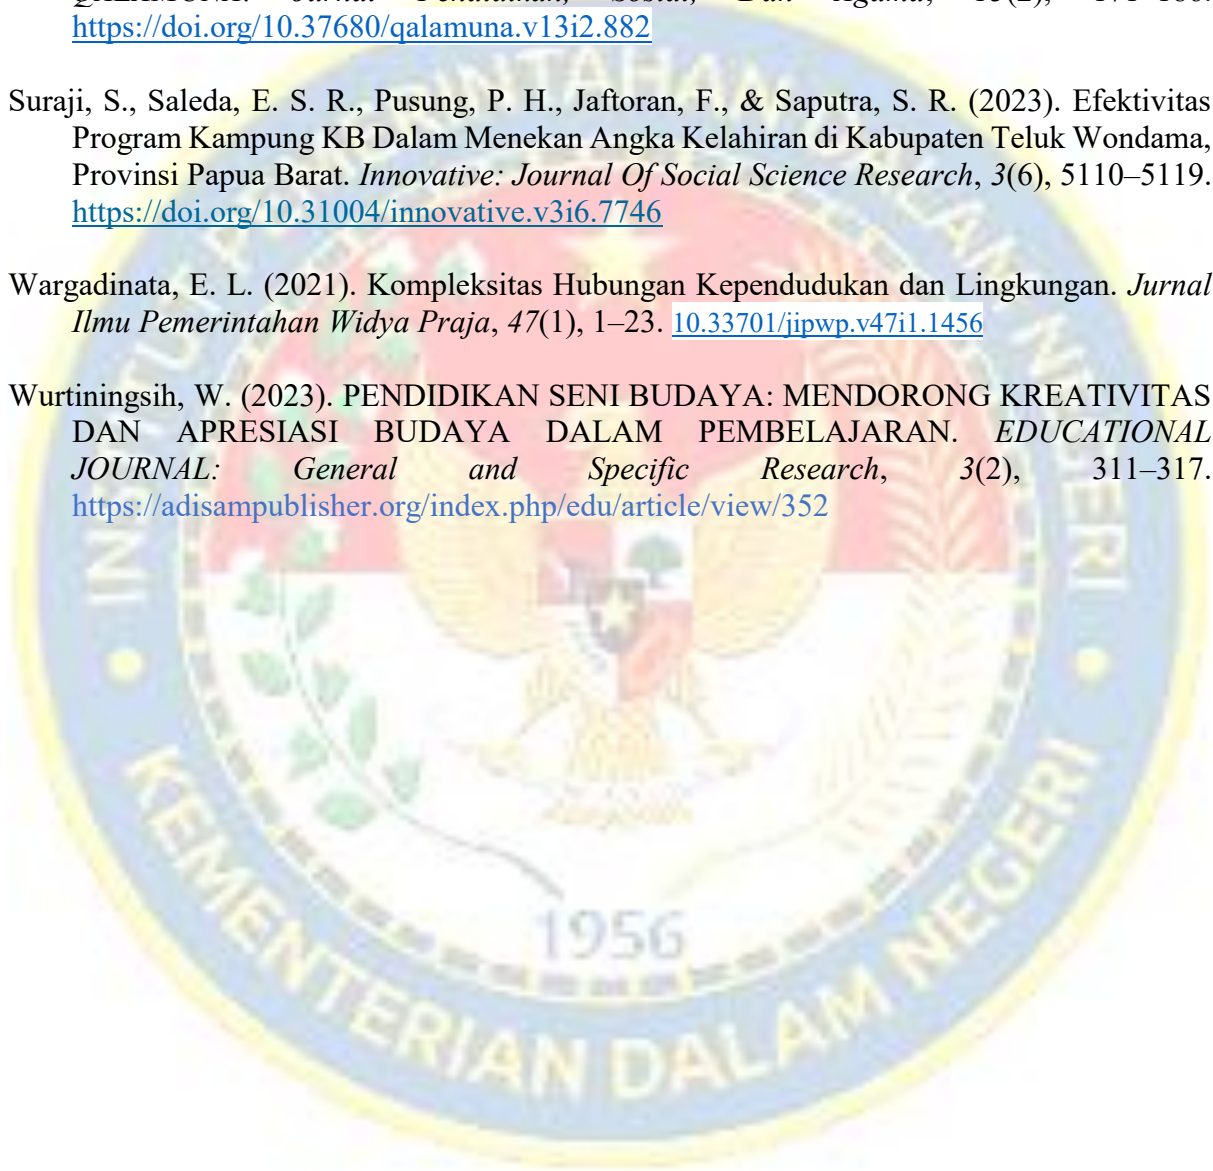 https://doi.org/10.37680/qalamuna.v13i2.882
Suraji, S., Saleda, E. S. R., Pusung, P. H., Jaftoran, F., & Saputra, S. R. (2023). Efektivitas
Program Kampung KB Dalam Menekan Angka Kelahiran di Kabupaten Teluk Wondama,
Provinsi Papua Barat. Innovative: Journal Of Social Science Research, 3(6), 5110–5119.
https://doi.org/10.31004/innovative.v3i6.7746
Wargadinata, E. L. (2021). Kompleksitas Hubungan Kependudukan dan Lingkungan. Jurnal
Ilmu Pemerintahan Widya Praja, 47(1), 1–23. 10.33701/jipwp.v47i1.1456
Wurtiningsih, W. (2023). PENDIDIKAN SENI BUDAYA: MENDORONG KREATIVITAS
DAN APRESIASI BUDAYA DALAM PEMBELAJARAN. EDUCATIONAL
JOURNAL: General and Specific Research, 3(2), 311–317.
https://adisampublisher.org/index.php/edu/article/view/352
1956
KEMENTERIAN DALAM NEGERI